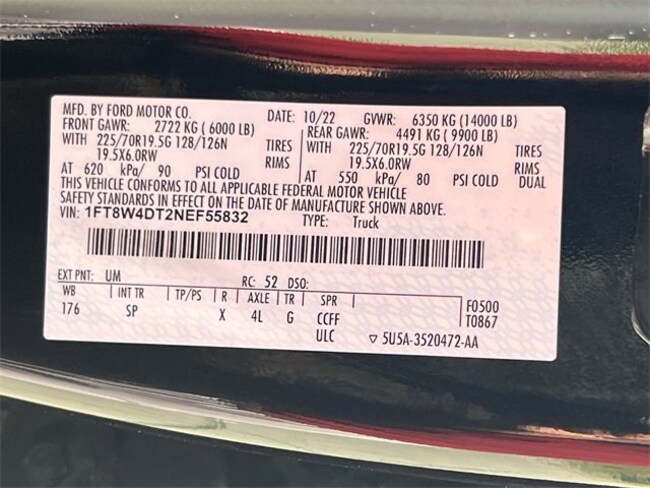 MFD. BY FORD MOTOR CO. DATE: 10/22 GVWR: 6350 KG (14000 LB)
FRONT GAWR: 2722 KG ( 6000 LB) REAR GAWR: 4491 KG ( 9900 LB)
WITH 225/70R19.5G 128/126N TIRES WITH 225/70R19.5G 128/126N TIRES
19.5X6.0RW RIMS 19.5X6.0RW RIMS
AT 620 kPa/ 90 PSI COLD AT 550 kPa/ 80 PSI COLD DUAL
THIS VEHICLE CONFORMS TO ALL APPLICABLE FEDERAL MOTOR VEHICLE
SAFETY STANDARDS IN EFFECT ON THE DATE OF MANUFACTURE SHOWN ABOVE.
VIN: 1FT8W4DT2NEF55832 TYPE: Truck
EXT PNT: UM RC: 52 DSO:
WB INT TR TP/PS R AXLE TR SPR F0500
176 SP X 4L G CCFF T0867
ULC ▽ 5U5A-3520472-AA